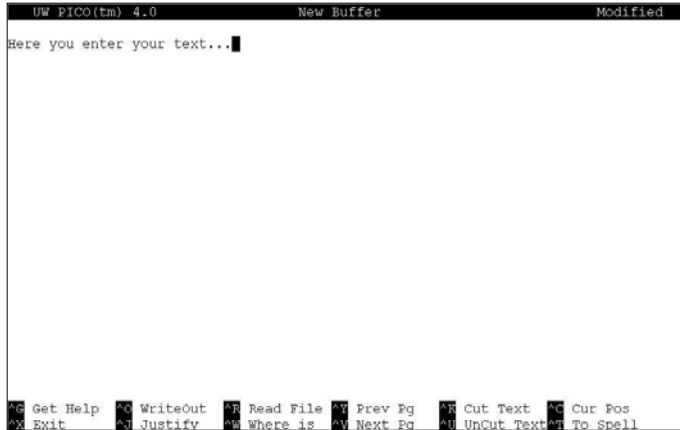 UW PICO(tm) 4.0 New Buffer Modified
Here you enter your text...
^G Get Help ^O WriteOut ^R Read File ^Y Prev Pg ^K Cut Text ^C Cur Pos
^X Exit ^J Justify ^W Where is ^V Next Pg ^U UnCut Text ^T To Spell